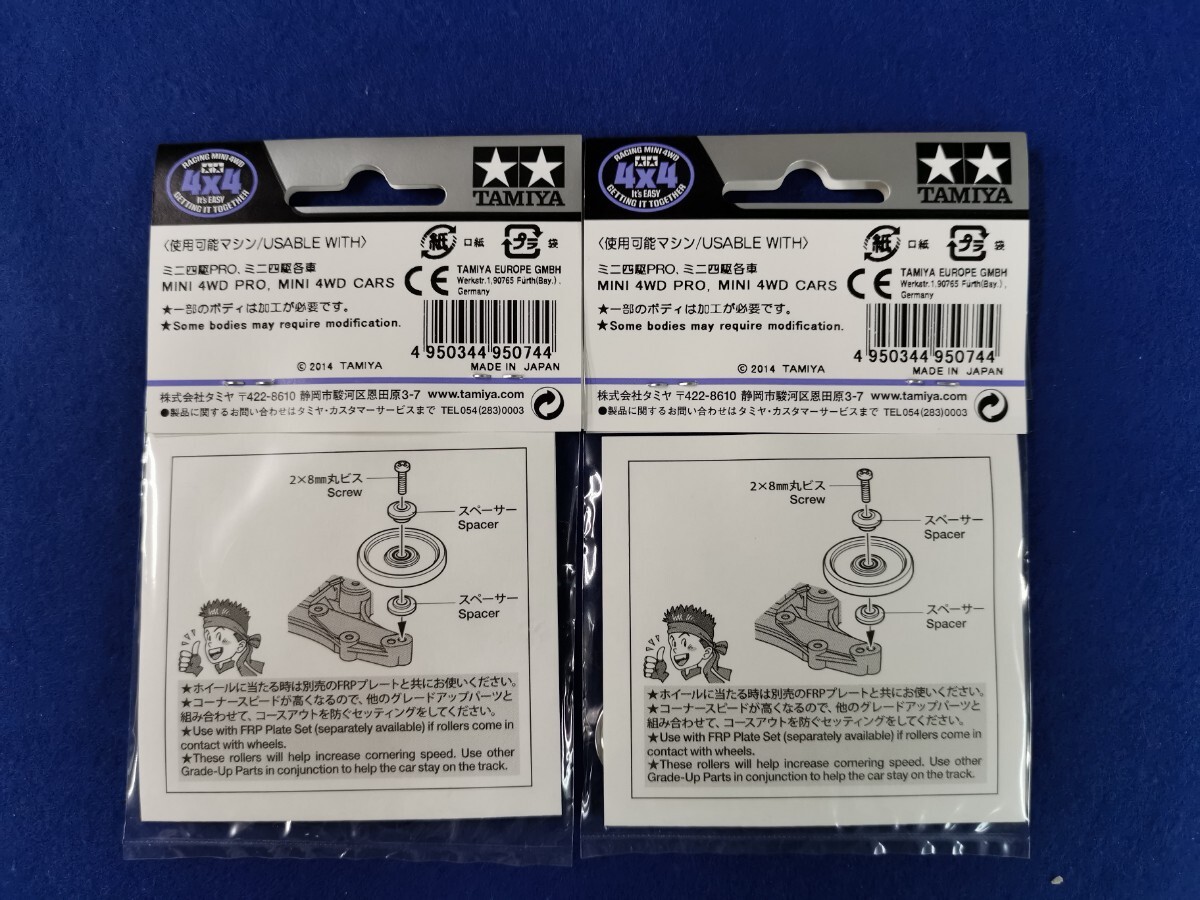 RACING MINI 4WD
4x4
It's EASY
GETTING IT TOGETHER
TAMIYA
〈使用可能マシン/USABLE WITH〉
紙 口紙 プラ 袋
ミニ四駆PRO、ミニ四駆各車
MINI 4WD PRO, MINI 4WD CARS
CE
TAMIYA EUROPE GMBH
Werkstr.1,90765 Fürth(Bay.),
Germany
★一部のボディは加工が必要です。
★Some bodies may require modification.
4 950344 950744
© 2014 TAMIYA
MADE IN JAPAN
株式会社タミヤ 〒422-8610 静岡市駿河区恩田原3-7 www.tamiya.com
●製品に関するお問い合わせはタミヤ・カスタマーサービスまで TEL054(283)0003
2×8mm丸ビス
Screw
スペーサー
Spacer
スペーサー
Spacer
★ホイールに当たる時は別売のFRPプレートと共にお使いください。
★コーナースピードが高くなるので、他のグレードアップパーツと
組み合わせて、コースアウトを防ぐセッティングをしてください。
★Use with FRP Plate Set (separately available) if rollers come in
contact with wheels.
★These rollers will help increase cornering speed. Use other
Grade-Up Parts in conjunction to help the car stay on the track.
RACING MINI 4WD
4x4
It's EASY
GETTING IT TOGETHER
TAMIYA
〈使用可能マシン/USABLE WITH〉
紙 口紙 プラ 袋
ミニ四駆PRO、ミニ四駆各車
MINI 4WD PRO, MINI 4WD CARS
CE
TAMIYA EUROPE GMBH
Werkstr.1,90765 Fürth(Bay.),
Germany
★一部のボディは加工が必要です。
★Some bodies may require modification.
4 950344 950744
© 2014 TAMIYA
MADE IN JAPAN
株式会社タミヤ 〒422-8610 静岡市駿河区恩田原3-7 www.tamiya.com
●製品に関するお問い合わせはタミヤ・カスタマーサービスまで TEL054(283)0003
2×8mm丸ビス
Screw
スペーサー
Spacer
スペーサー
Spacer
★ホイールに当たる時は別売のFRPプレートと共にお使いください。
★コーナースピードが高くなるので、他のグレードアップパーツと
組み合わせて、コースアウトを防ぐセッティングをしてください。
★Use with FRP Plate Set (separately available) if rollers come in
contact with wheels.
★These rollers will help increase cornering speed. Use other
Grade-Up Parts in conjunction to help the car stay on the track.